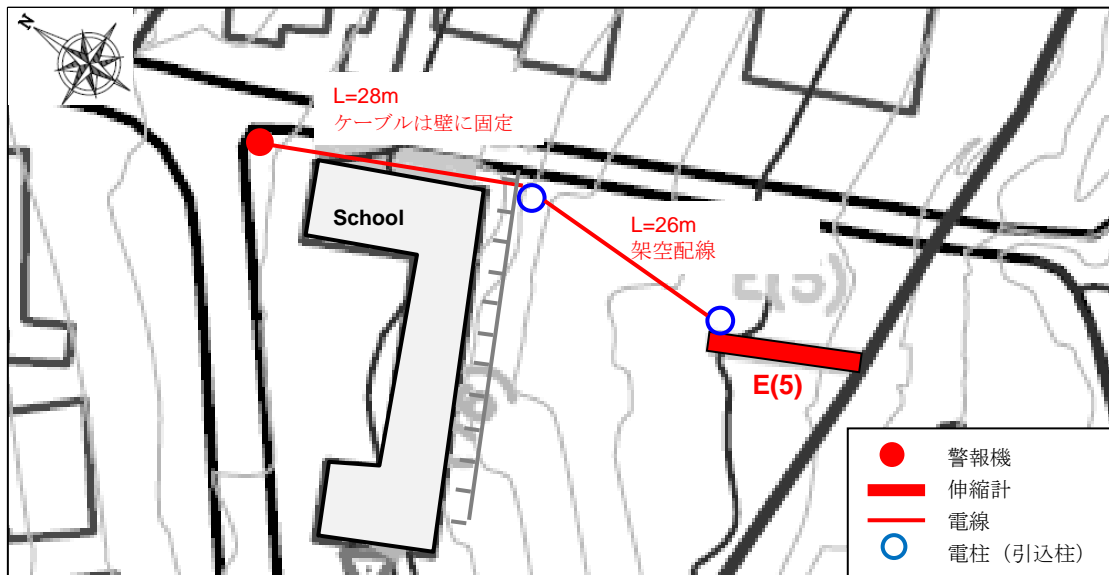 N
L=28m
ケーブルは壁に固定
School
L=26m
架空配線
E(5)
E(5)
警報機
伸縮計
電線
電柱（引込柱）